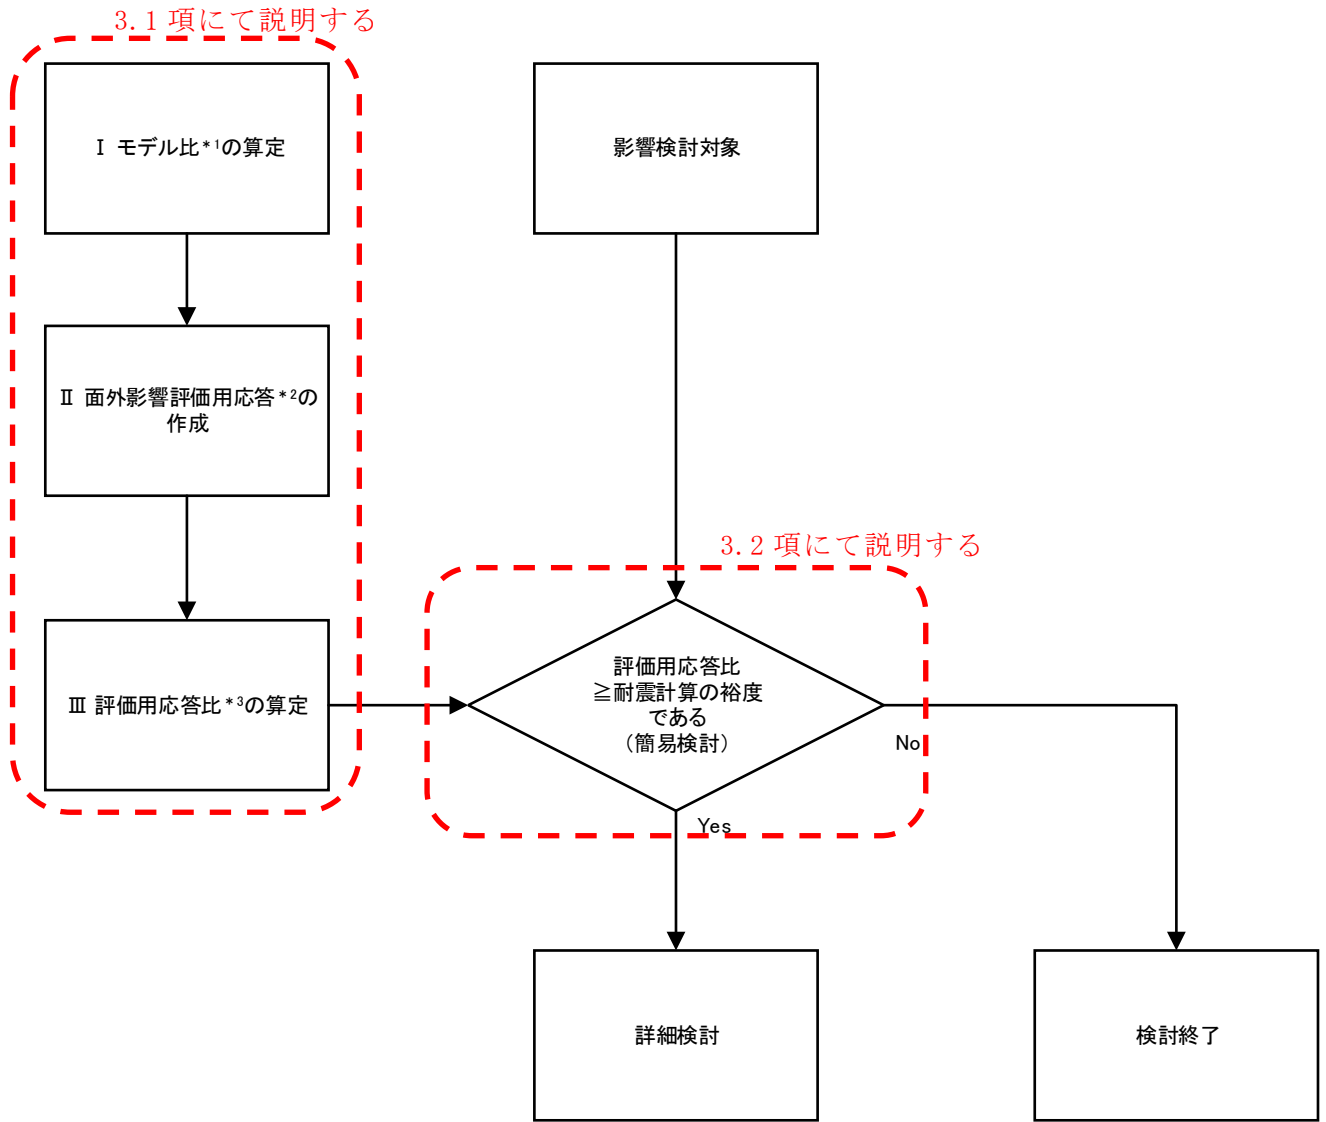 3.1 項にて説明する
Ⅰ モデル比*1の算定
影響検討対象
Ⅱ 面外影響評価用応答*2の
作成
3.2 項にて説明する
Ⅲ 評価用応答比*3の算定
評価用応答比
≧耐震計算の裕度
である
(簡易検討)
No
Yes
詳細検討
検討終了